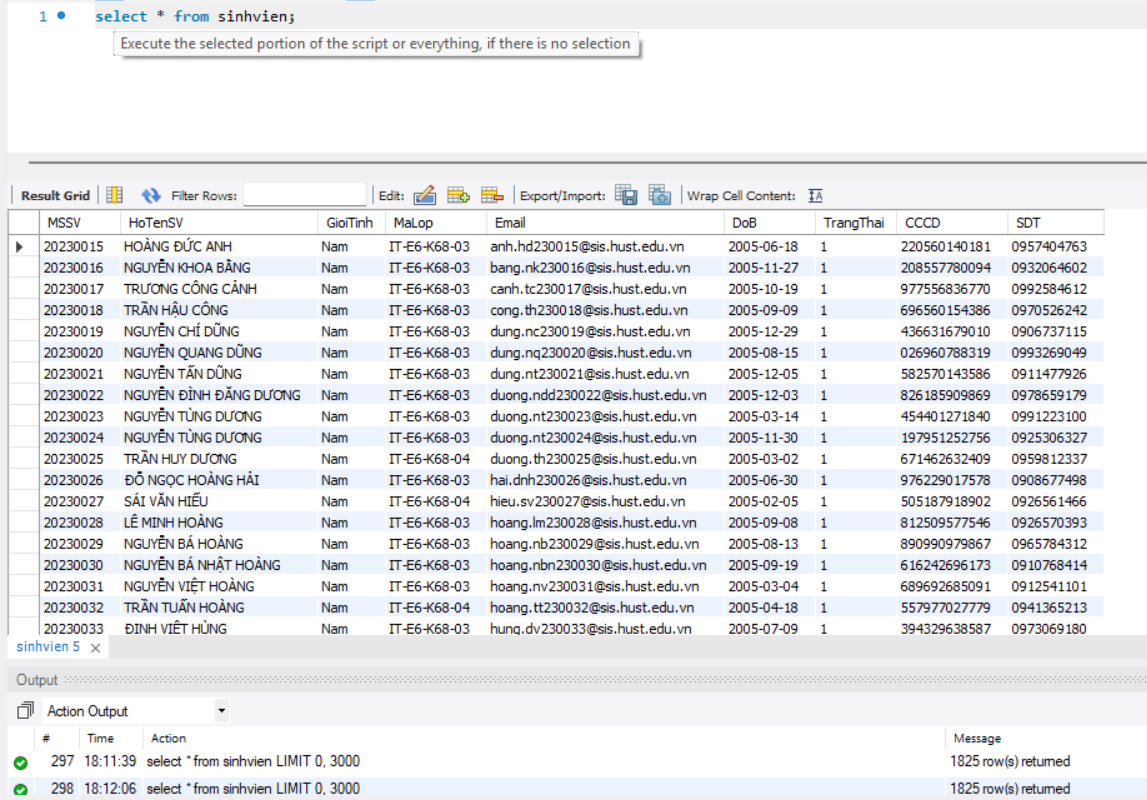 1 select * from sinhvien;
Execute the selected portion of the script or everything, if there is no selection
Result Grid Filter Rows: Edit: Export/Import: Wrap Cell Content: IA
MSSV HoTenSV GioiTinh MaLop Email DoB TrangThai CCCD SDT
20230015 HOÀNG ĐỨC ANH Nam IT-E6-K68-03 anh.hd230015@sis.hust.edu.vn 2005-06-18 1 220560140181 0957404763
20230016 NGUYỄN KHOA BẰNG Nam IT-E6-K68-03 bang.nk230016@sis.hust.edu.vn 2005-11-27 1 208557780094 0932064602
20230017 TRƯƠNG CÔNG CẢNH Nam IT-E6-K68-03 canh.tc230017@sis.hust.edu.vn 2005-10-19 1 977556836770 0992584612
20230018 TRẦN HẬU CÔNG Nam IT-E6-K68-03 cong.th230018@sis.hust.edu.vn 2005-09-09 1 696560154386 0970526242
20230019 NGUYỄN CHÍ DŨNG Nam IT-E6-K68-03 dung.nc230019@sis.hust.edu.vn 2005-12-29 1 436631679010 0906737115
20230020 NGUYỄN QUANG DŨNG Nam IT-E6-K68-03 dung.nq230020@sis.hust.edu.vn 2005-08-15 1 026960788319 0993269049
20230021 NGUYỄN TẤN DŨNG Nam IT-E6-K68-03 dung.nt230021@sis.hust.edu.vn 2005-12-05 1 582570143586 0911477926
20230022 NGUYỄN ĐÌNH ĐĂNG DƯƠNG Nam IT-E6-K68-03 duong.ndd230022@sis.hust.edu.vn 2005-12-03 1 826185909869 0978659179
20230023 NGUYỄN TÙNG DƯƠNG Nam IT-E6-K68-03 duong.nt230023@sis.hust.edu.vn 2005-03-14 1 454401271840 0991223100
20230024 NGUYỄN TÙNG DƯƠNG Nam IT-E6-K68-03 duong.nt230024@sis.hust.edu.vn 2005-11-30 1 197951252756 0925306327
20230025 TRẦN HUY DƯƠNG Nam IT-E6-K68-04 duong.th230025@sis.hust.edu.vn 2005-03-02 1 671462632409 0959812337
20230026 ĐỖ NGỌC HOÀNG HẢI Nam IT-E6-K68-03 hai.dnh230026@sis.hust.edu.vn 2005-06-30 1 976229017578 0908677498
20230027 SÁI VĂN HIẾU Nam IT-E6-K68-04 hieu.sv230027@sis.hust.edu.vn 2005-02-05 1 505187918902 0926561466
20230028 LÊ MINH HOÀNG Nam IT-E6-K68-03 hoang.lm230028@sis.hust.edu.vn 2005-09-08 1 812509577546 0926570393
20230029 NGUYỄN BÁ HOÀNG Nam IT-E6-K68-03 hoang.nb230029@sis.hust.edu.vn 2005-08-13 1 890990979867 0965784312
20230030 NGUYỄN BÁ NHẬT HOÀNG Nam IT-E6-K68-03 hoang.nbn230030@sis.hust.edu.vn 2005-09-19 1 616242696173 0910768414
20230031 NGUYỄN VIỆT HOÀNG Nam IT-E6-K68-03 hoang.nv230031@sis.hust.edu.vn 2005-03-04 1 689692685091 0912541101
20230032 TRẦN TUẤN HOÀNG Nam IT-E6-K68-04 hoang.tt230032@sis.hust.edu.vn 2005-04-18 1 557977027779 0941365213
20230033 ĐINH VIẾT HÙNG Nam IT-E6-K68-03 hung.dv230033@sis.hust.edu.vn 2005-07-09 1 394329638587 0973069180
sinhvien 5
Output
Action Output
# Time Action Message
297 18:11:39 select * from sinhvien LIMIT 0, 3000 1825 row(s) returned
298 18:12:06 select * from sinhvien LIMIT 0, 3000 1825 row(s) returned